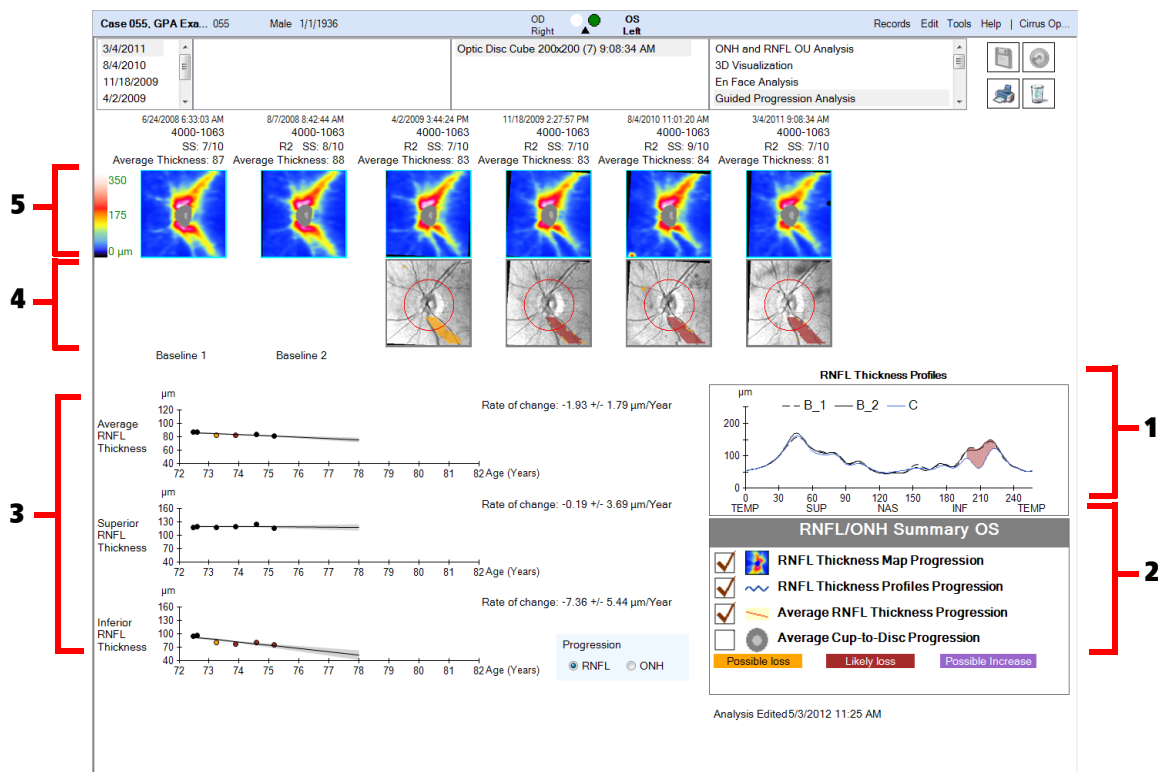 Case 055, GPA Exa... 055 Male 1/1/1936 OD Right OS Left Records Edit Tools Help | Cirrus Op...
3/4/2011
8/4/2010
11/18/2009
4/2/2009
Optic Disc Cube 200x200 (7) 9:08:34 AM
ONH and RNFL OU Analysis
3D Visualization
En Face Analysis
Guided Progression Analysis
6/24/2008 6:33:03 AM 8/7/2008 8:42:44 AM 4/2/2009 3:44:24 PM 11/18/2009 2:27:57 PM 8/4/2010 11:01:20 AM 3/4/2011 9:08:34 AM
4000-1063 4000-1063 4000-1063 4000-1063 4000-1063 4000-1063
SS: 7/10 R2 SS: 8/10 R2 SS: 7/10 R2 SS: 7/10 R2 SS: 9/10 R2 SS: 7/10
Average Thickness: 87 Average Thickness: 88 Average Thickness: 83 Average Thickness: 83 Average Thickness: 84 Average Thickness: 81
5
350
175
0 µm
4
Baseline 1 Baseline 2
3
µm
Average RNFL Thickness
120
100
80
60
40
72 73 74 75 76 77 78 79 80 81 82 Age (Years)
Rate of change: -1.93 +/- 1.79 µm/Year
µm
Superior RNFL Thickness
160
130
100
70
40
72 73 74 75 76 77 78 79 80 81 82 Age (Years)
Rate of change: -0.19 +/- 3.69 µm/Year
µm
Inferior RNFL Thickness
160
130
100
70
40
72 73 74 75 76 77 78 79 80 81 82 Age (Years)
Rate of change: -7.36 +/- 5.44 µm/Year
Progression
RNFL ONH
1
RNFL Thickness Profiles
µm
B_1 B_2 C
200
100
0
0 30 60 90 120 150 180 210 240
TEMP SUP NAS INF TEMP
2
RNFL/ONH Summary OS
RNFL Thickness Map Progression
RNFL Thickness Profiles Progression
Average RNFL Thickness Progression
Average Cup-to-Disc Progression
Possible loss Likely loss Possible Increase
Analysis Edited5/3/2012 11:25 AM